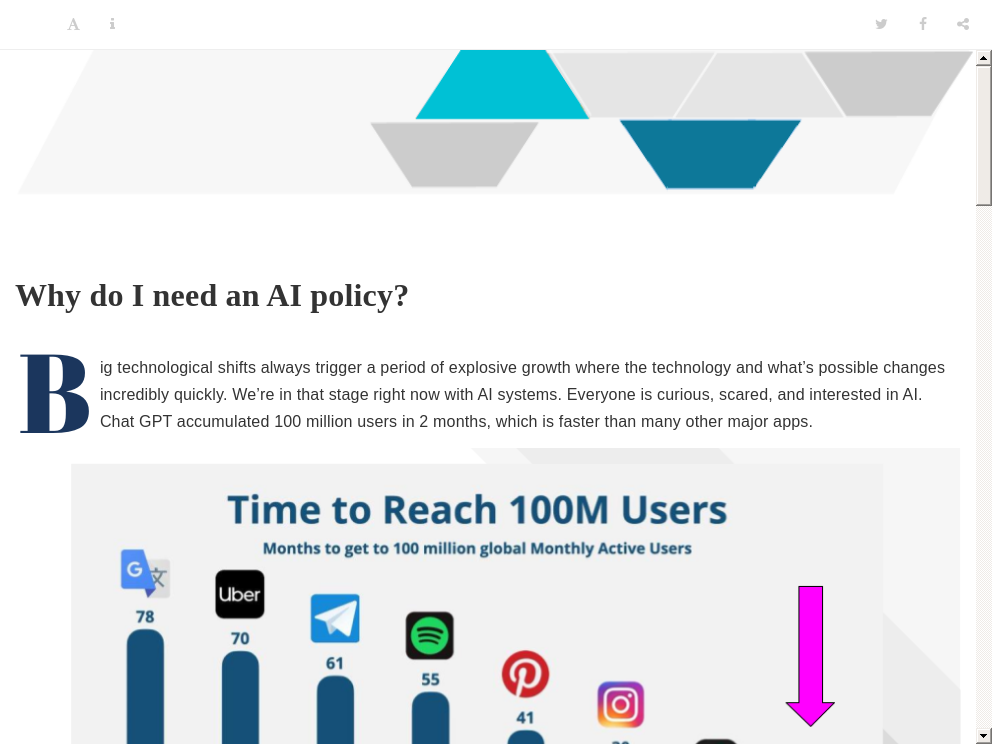 Why do I need an AI policy?
Big technological shifts always trigger a period of explosive growth where the technology and what’s possible changes
incredibly quickly. We’re in that stage right now with AI systems. Everyone is curious, scared, and interested in AI.
Chat GPT accumulated 100 million users in 2 months, which is faster than many other major apps.
Time to Reach 100M Users
Months to get to 100 million global Monthly Active Users
G 文
Uber
78
70
61
55
41